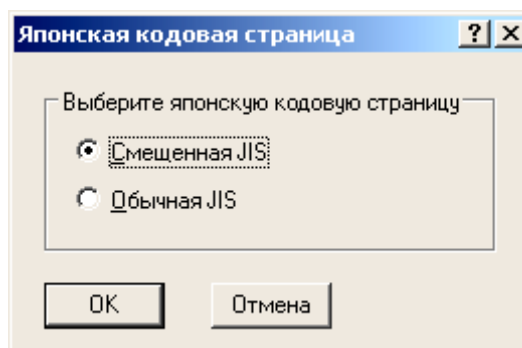 Японская кодовая страница
Выберите японскую кодовую страницу
Смещенная JIS
Обычная JIS
OK
Отмена